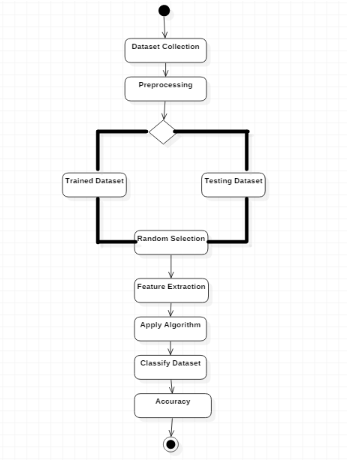 Dataset Collection
Preprocessing
Trained Dataset
Testing Dataset
Random Selection
Feature Extraction
Apply Algorithm
Classify Dataset
Accuracy